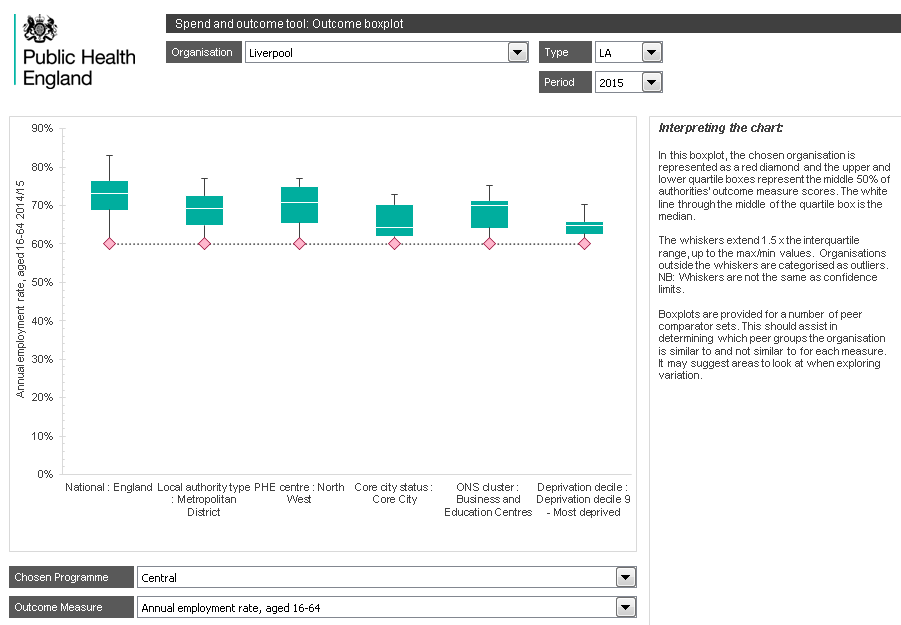 Public Health
England
Spend and outcome tool: Outcome boxplot
Organisation
Liverpool
Type
LA
Period
2015
Annual employment rate, aged 16-64 2014/15
90%
80%
70%
60%
50%
40%
30%
20%
10%
0%
National : England
Local authority type
: Metropolitan
District
PHE centre : North
West
Core city status :
Core City
ONS cluster :
Business and
Education Centres
Deprivation decile :
Deprivation decile 9
- Most deprived
Interpreting the chart:
In this boxplot, the chosen organisation is
represented as a red diamond and the upper and
lower quartile boxes represent the middle 50% of
authorities' outcome measure scores. The white
line through the middle of the quartile box is the
median.
The whiskers extend 1.5 x the interquartile
range, up to the max/min values. Organisations
outside the whiskers are categorised as outliers.
NB: Whiskers are not the same as confidence
limits.
Boxplots are provided for a number of peer
comparator sets. This should assist in
determining which peer groups the organisation
is similar to and not similar to for each measure.
It may suggest areas to look at when exploring
variation.
Chosen Programme
Central
Outcome Measure
Annual employment rate, aged 16-64